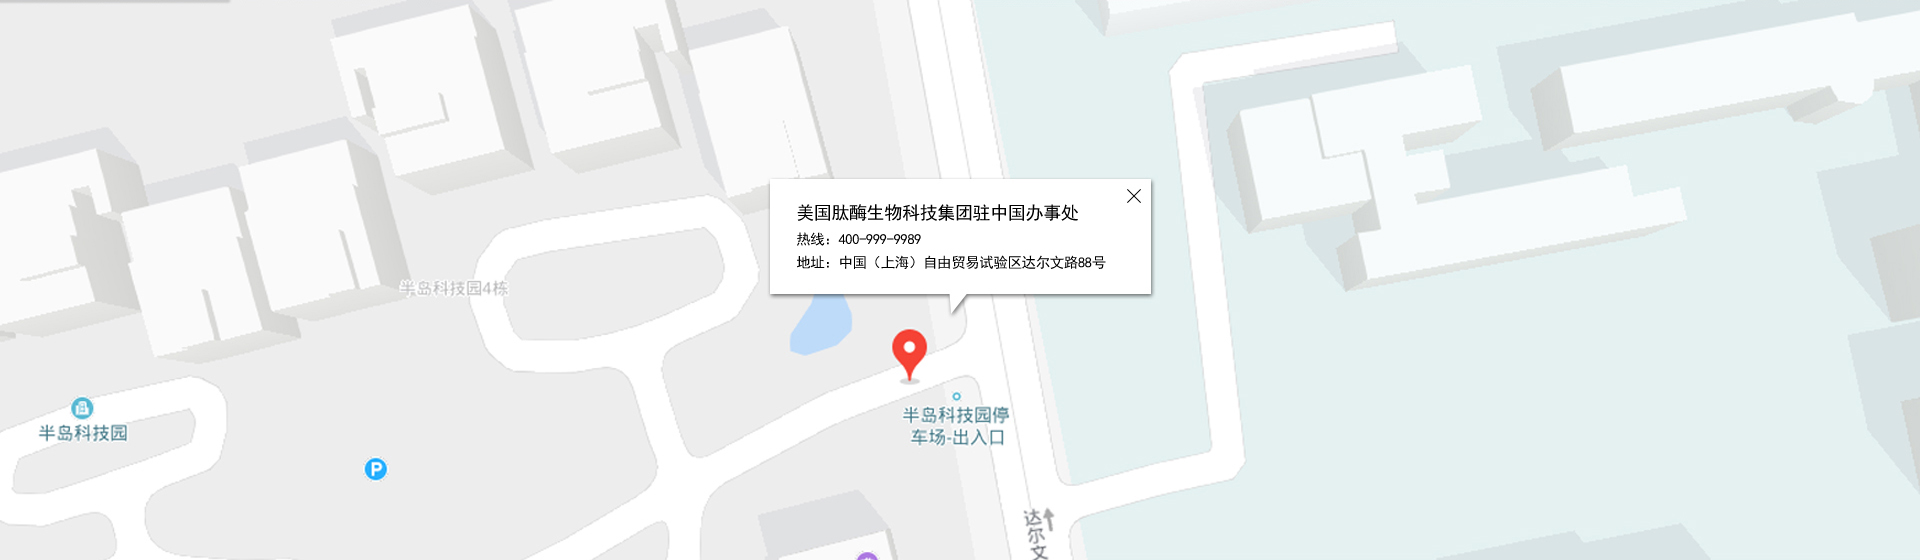 美国肽酶生物科技集团驻中国办事处
热线：400-999-9989
地址：中国（上海）自由贸易试验区达尔文路88号
半岛科技园4栋
半岛科技园停
车场-出入口
半岛科技园
P
达尔文